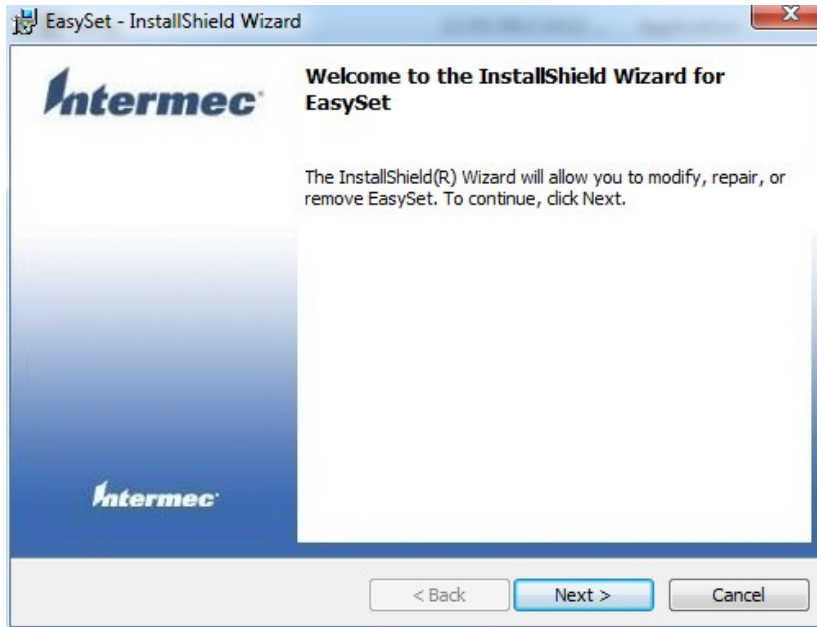 EasySet - InstallShield Wizard
X
Intermec
Welcome to the InstallShield Wizard for
EasySet
The InstallShield(R) Wizard will allow you to modify, repair, or
remove EasySet. To continue, click Next.
Intermec
< Back
Next >
Cancel